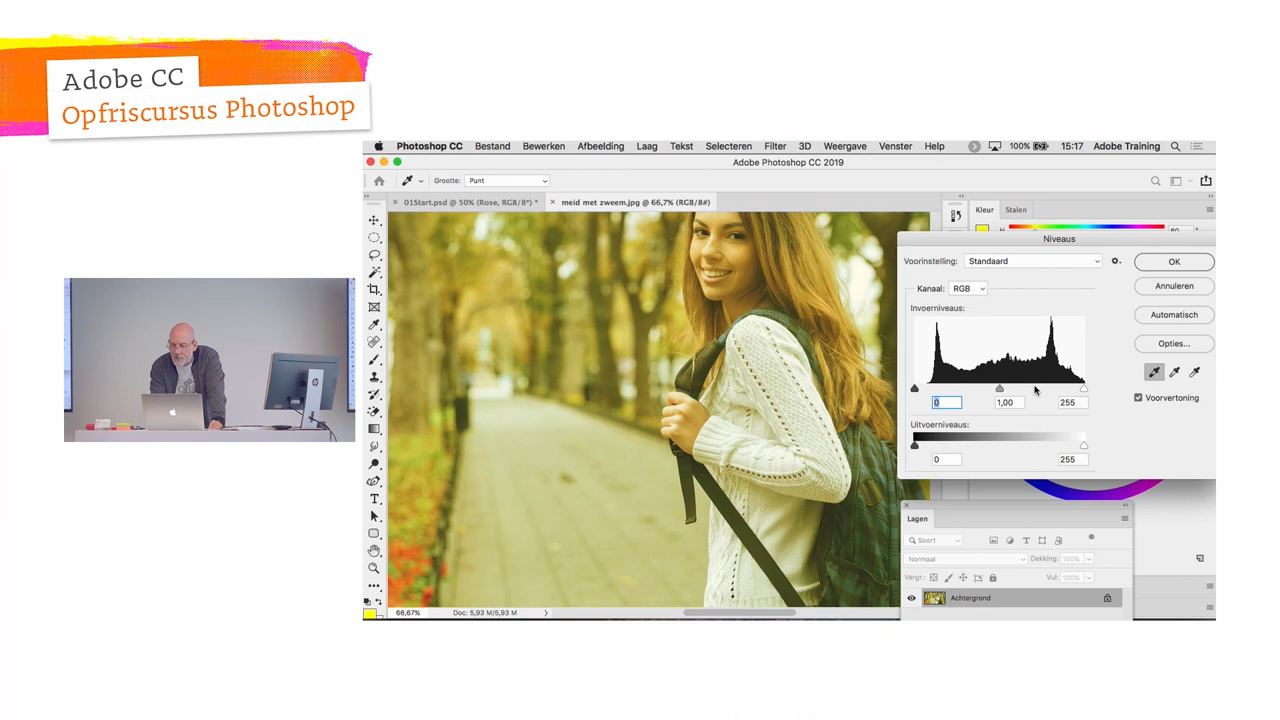 Adobe CC
Opfriscursus Photoshop
Photoshop CC Bestand Bewerken Afbeelding Laag Tekst Selecteren Filter 3D Weergave Venster Help 100% 15:17 Adobe Training
Adobe Photoshop CC 2019
Grootte: Punt
01Start.psd @ 50% (Rose, RGB/8*) * meid met zweem.jpg @ 66,7% (RGB/8#)
Kleur Stalen
H 60 °
Niveaus
Voorinstelling: Standaard OK
Kanaal: RGB Annuleren
Invoerniveaus: Automatisch
Opties...
0 1,00 255 Voorvertoning
Uitvoerniveaus:
0 255
Lagen
Soort
Normaal Dekking: 100%
Vergr.: Vul: 100%
Achtergrond
66,67% Doc: 5,93 M/5,93 M
hp